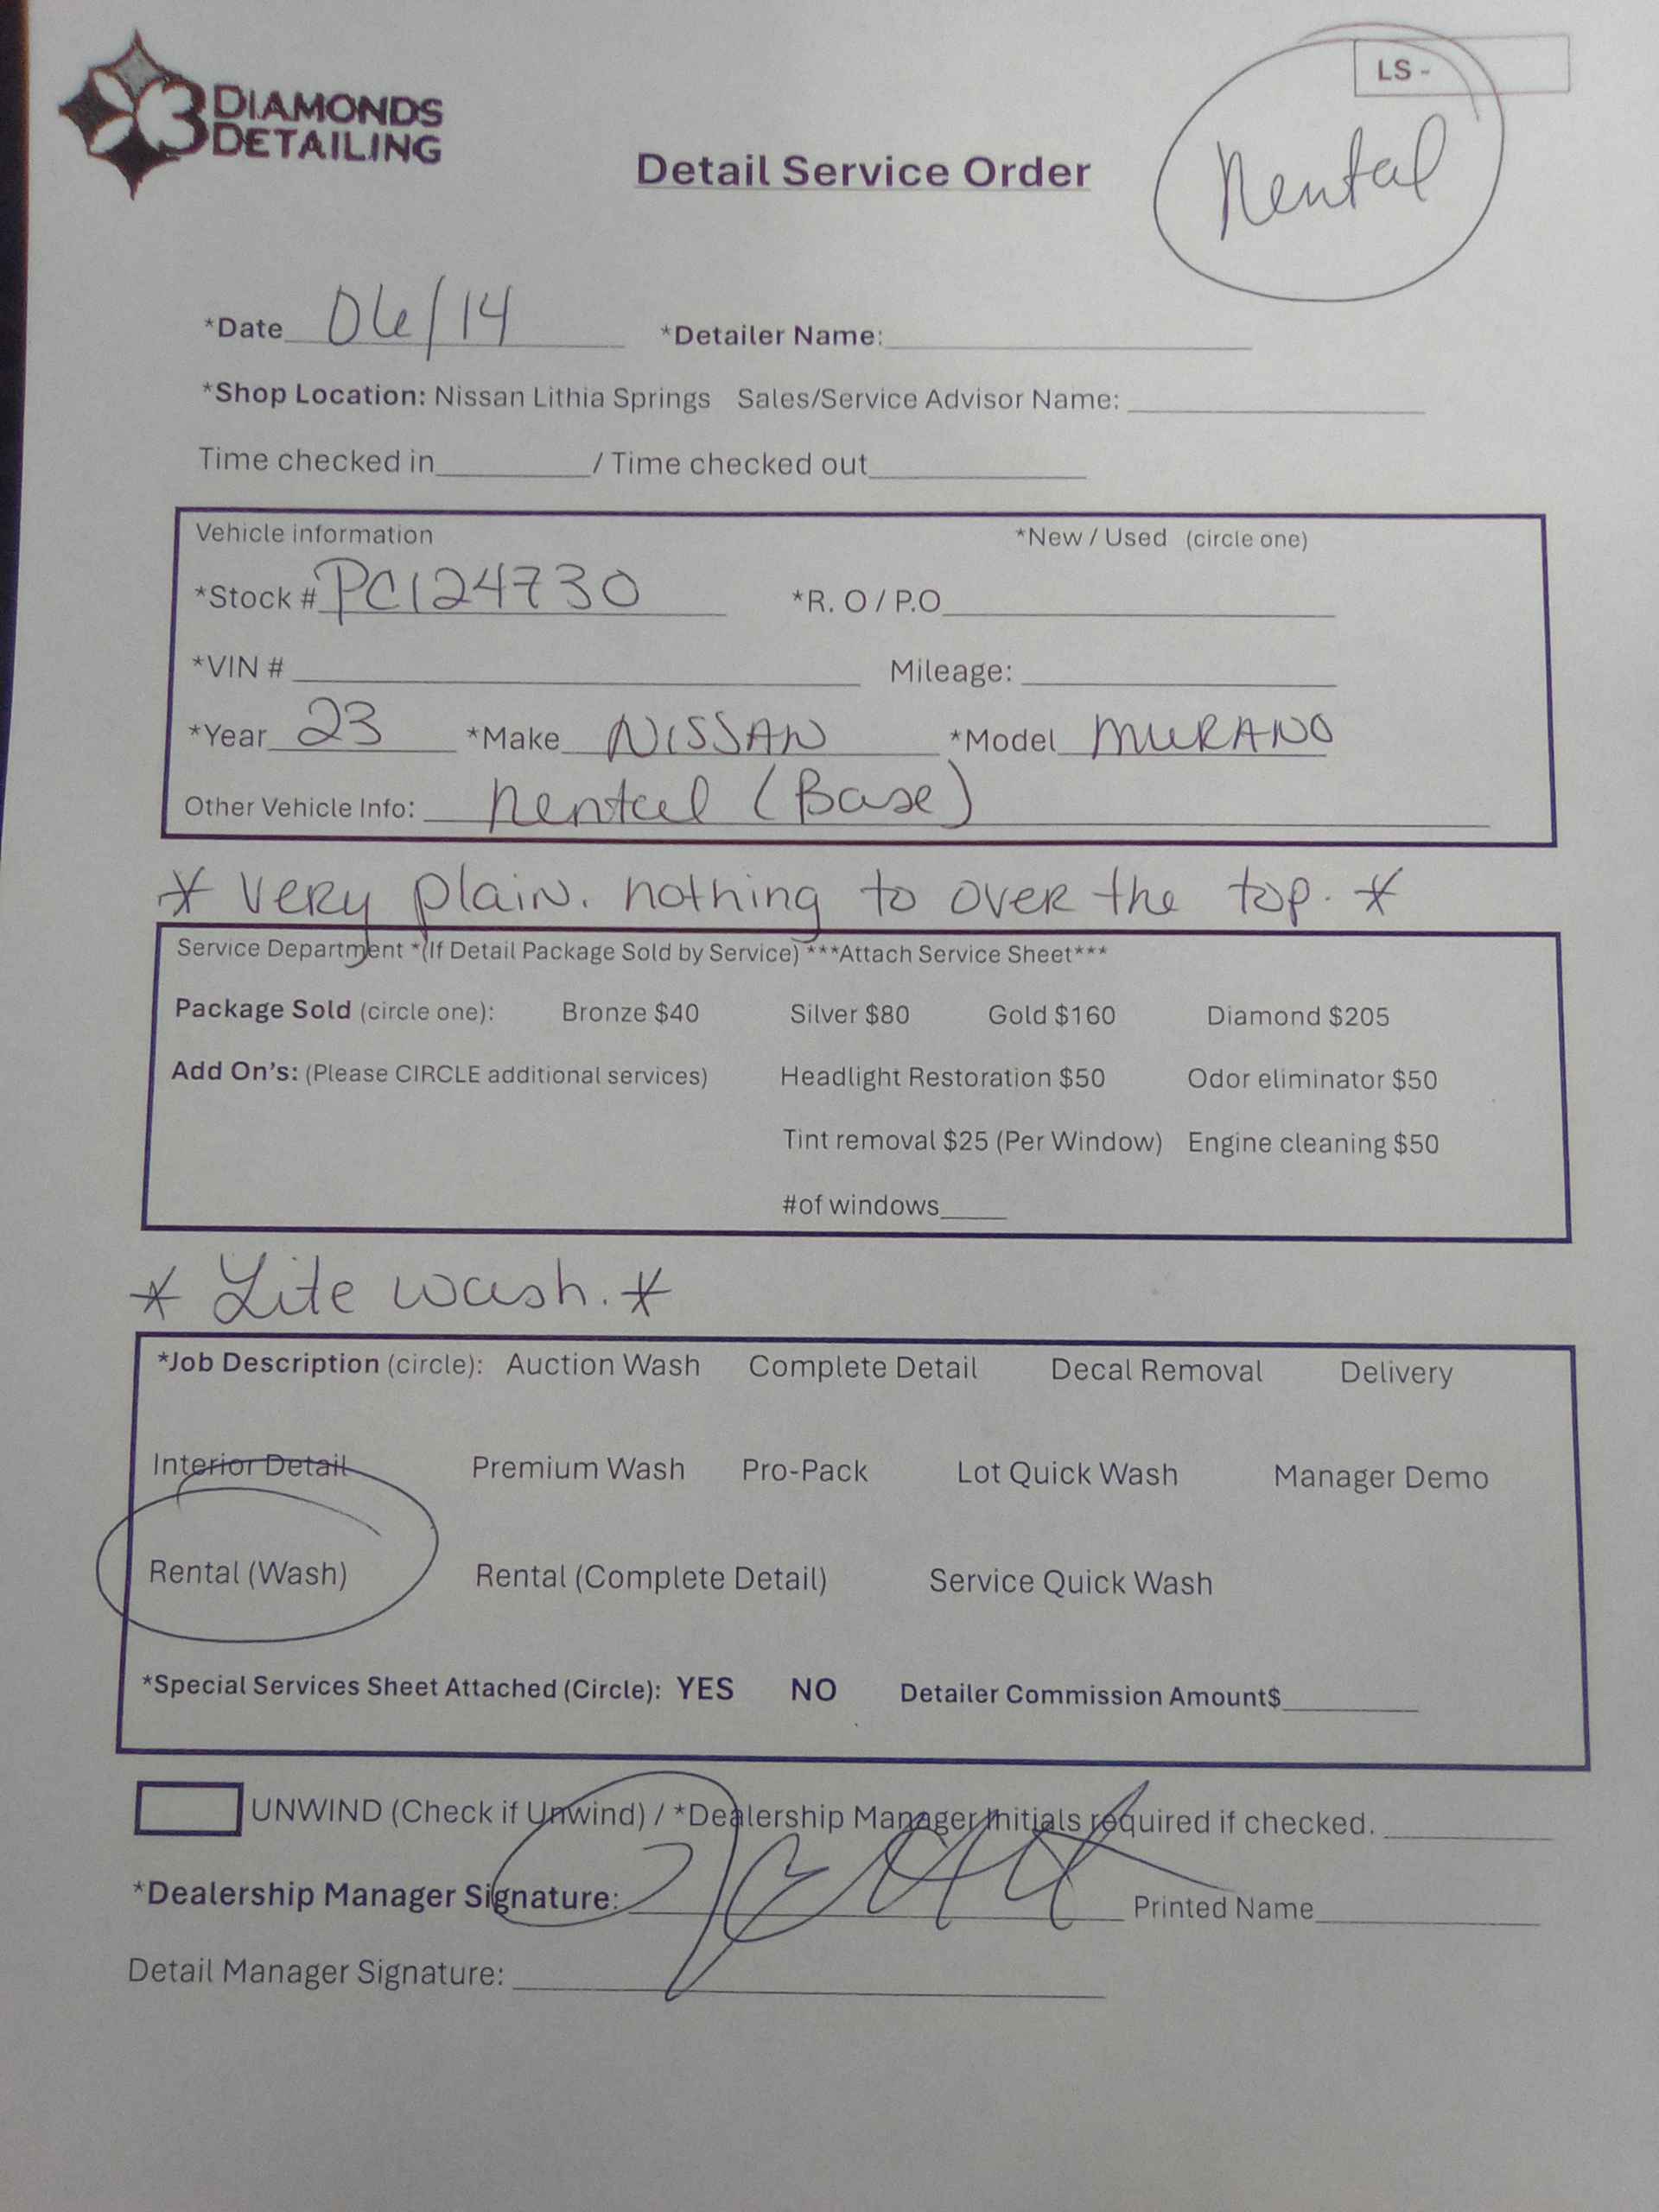 3 DIAMONDS
DETAILING
LS -
Rental
Detail Service Order
*Date 06/14 *Detailer Name:
*Shop Location: Nissan Lithia Springs Sales/Service Advisor Name:
Time checked in / Time checked out
Vehicle information *New / Used (circle one)
*Stock # PC124730 *R. O / P.O
*VIN # Mileage:
*Year 23 *Make NISSAN *Model MURANO
Other Vehicle Info: Rental (Base)
* Very plain. nothing to over the top. *
Service Department *(If Detail Package Sold by Service) ***Attach Service Sheet***
Package Sold (circle one): Bronze $40 Silver $80 Gold $160 Diamond $205
Add On's: (Please CIRCLE additional services) Headlight Restoration $50 Odor eliminator $50
Tint removal $25 (Per Window) Engine cleaning $50
#of windows
* Lite wash. *
*Job Description (circle): Auction Wash Complete Detail Decal Removal Delivery
Interior Detail Premium Wash Pro-Pack Lot Quick Wash Manager Demo
Rental (Wash) Rental (Complete Detail) Service Quick Wash
*Special Services Sheet Attached (Circle): YES NO Detailer Commission Amount$
UNWIND (Check if Unwind) / *Dealership Manager Initials required if checked.
*Dealership Manager Signature: Printed Name
Detail Manager Signature: